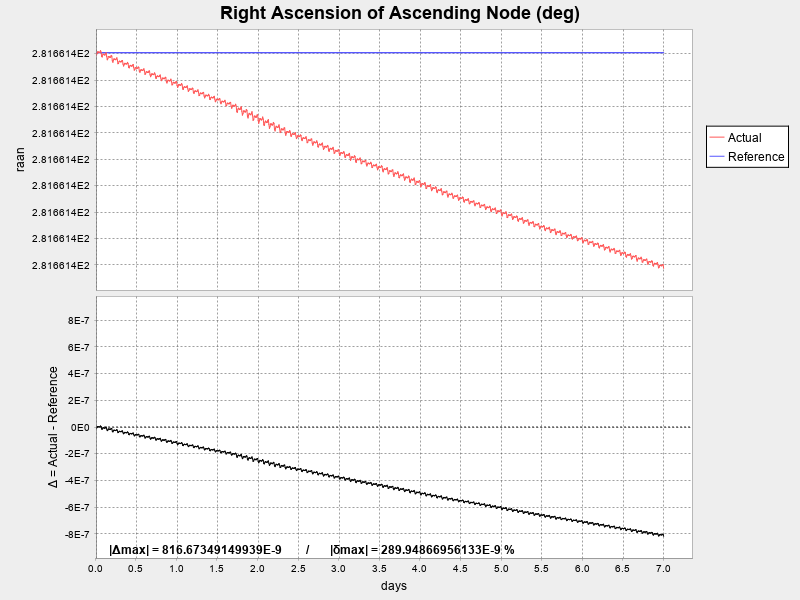 Right Ascension of Ascending Node (deg)
raan
2.816614E2
2.816614E2
2.816614E2
2.816614E2
2.816614E2
2.816614E2
2.816614E2
2.816614E2
2.816614E2
Actual
Reference
Δ = Actual - Reference
8E-7
6E-7
4E-7
2E-7
0E0
-2E-7
-4E-7
-6E-7
-8E-7
|Δmax| = 816.67349149939E-9 / |δmax| = 289.94866956133E-9 %
0.0 0.5 1.0 1.5 2.0 2.5 3.0 3.5 4.0 4.5 5.0 5.5 6.0 6.5 7.0
days